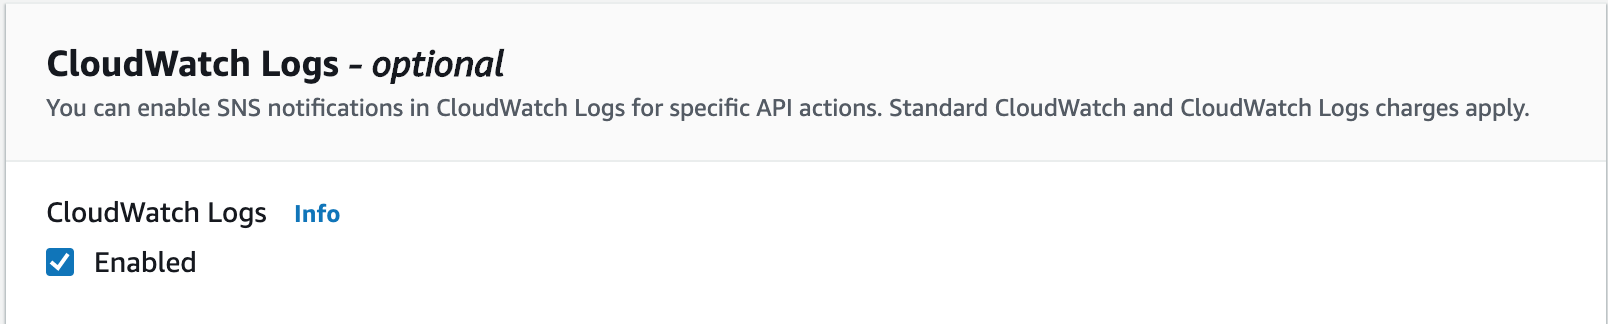 CloudWatch Logs - optional
You can enable SNS notifications in CloudWatch Logs for specific API actions. Standard CloudWatch and CloudWatch Logs charges apply.
CloudWatch Logs Info
Enabled